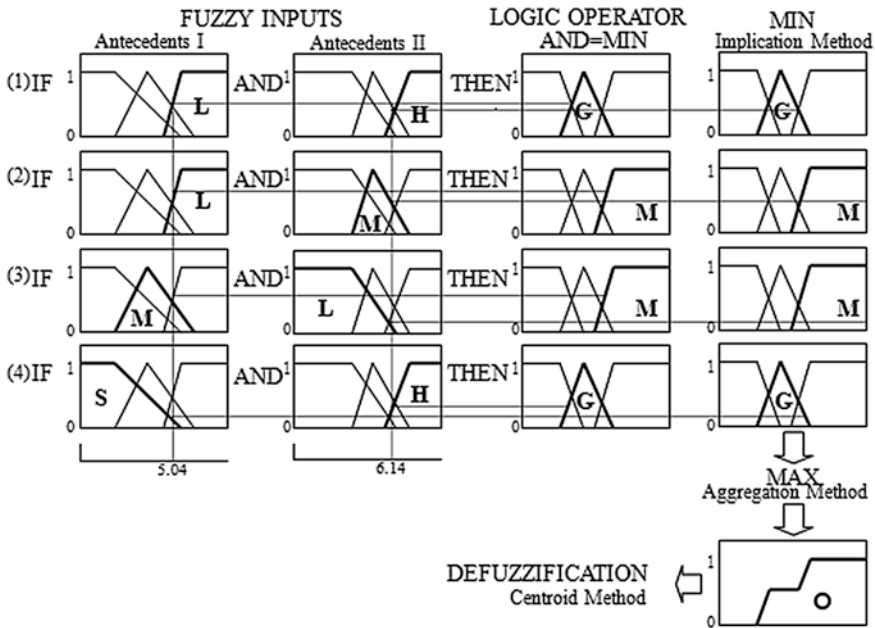 FUZZY INPUTS LOGIC OPERATOR MIN
Antecedents I Antecedents II AND=MIN Implication Method
(1)IF 1 0 L AND 1 0 H THEN 1 0 G 1 0 G
(2)IF 1 0 L AND 1 0 M THEN 1 0 M 1 0 M
(3)IF 1 0 M AND 1 0 L THEN 1 0 M 1 0 M
(4)IF 1 0 S AND 1 0 H THEN 1 0 G 1 0 G
5.04 6.14
MAX
Aggregation Method
1
DEFUZZIFICATION
Centroid Method
0